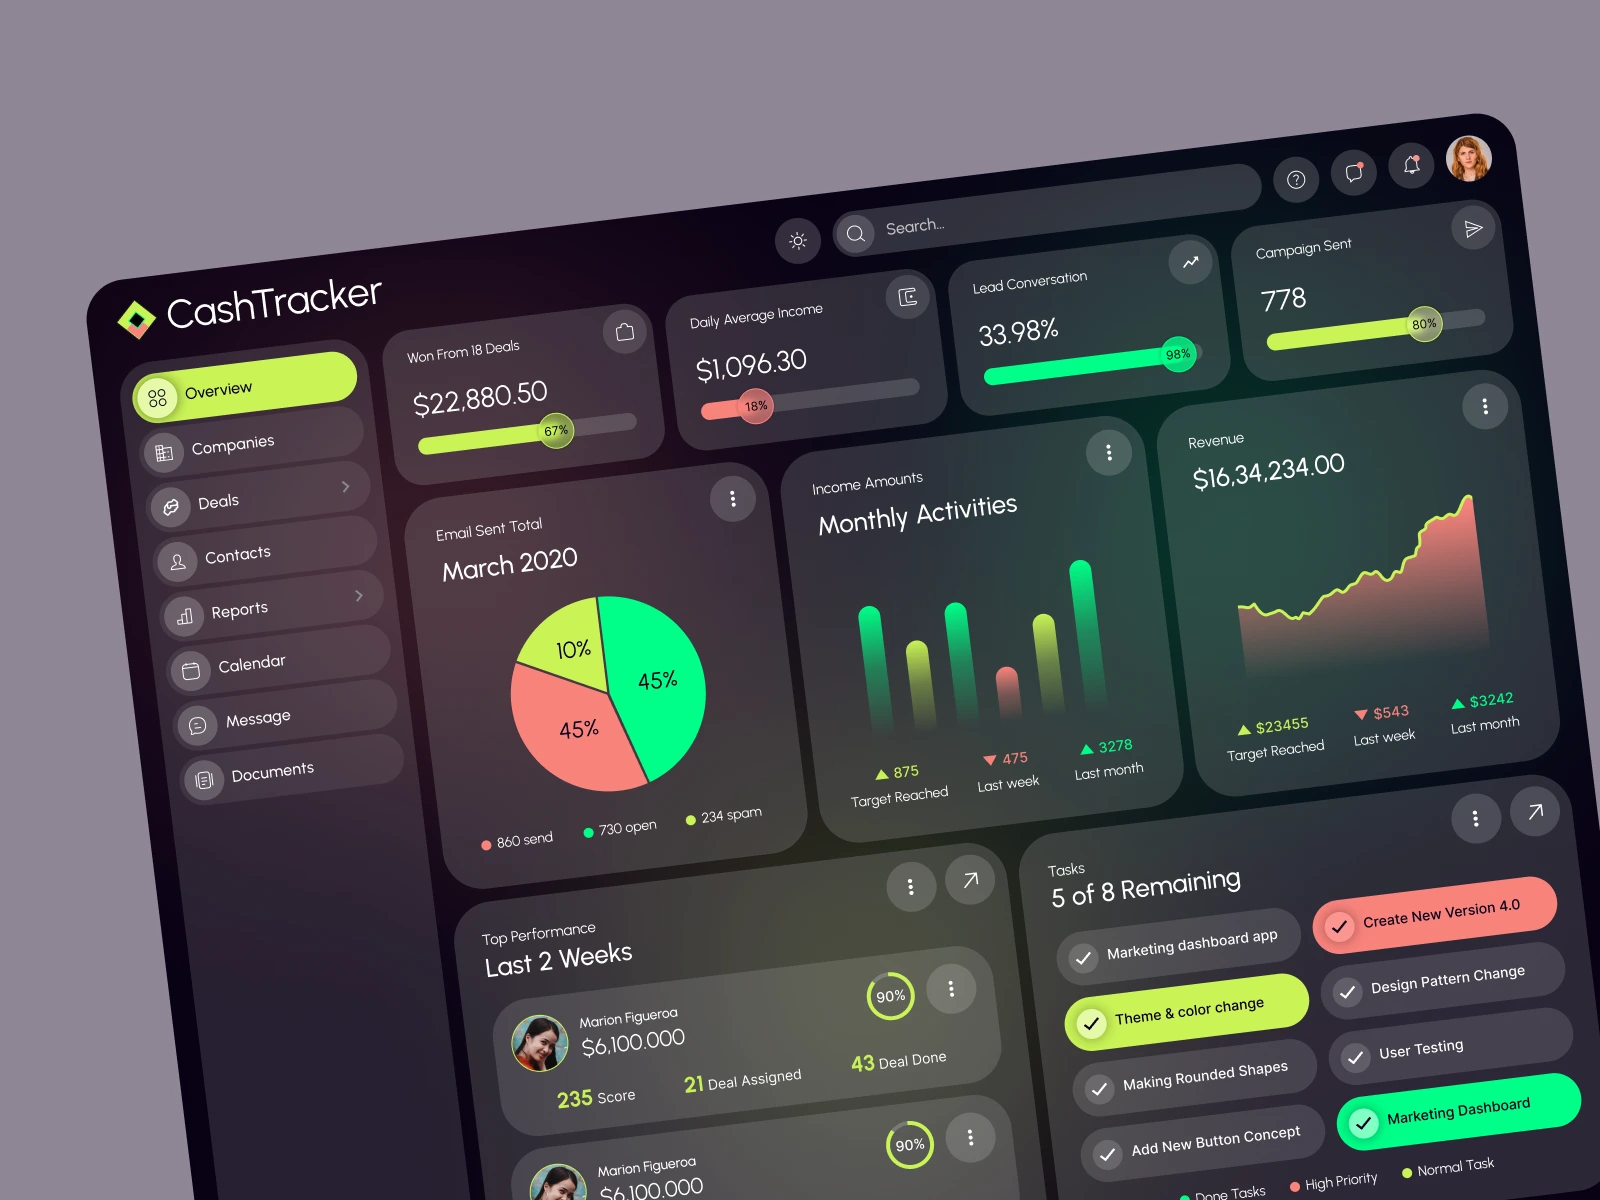 CashTracker
Search...
Overview
Companies
Deals
Contacts
Reports
Calendar
Message
Documents
Won From 18 Deals
$22,880.50
67%
Daily Average Income
$1,096.30
18%
Lead Conversation
33.98%
98%
Campaign Sent
778
80%
Email Sent Total
March 2020
10%
45%
45%
860 send
730 open
234 spam
Income Amounts
Monthly Activities
875
Target Reached
475
Last week
3278
Last month
Revenue
$16,34,234.00
$23455
Target Reached
$543
Last week
$3242
Last month
Top Performance
Last 2 Weeks
Marion Figueroa
$6,100.000
90%
235 Score
21 Deal Assigned
43 Deal Done
Marion Figueroa
$6,100.000
90%
Tasks
5 of 8 Remaining
Marketing dashboard app
Create New Version 4.0
Theme & color change
Design Pattern Change
Making Rounded Shapes
User Testing
Add New Button Concept
Marketing Dashboard
Done Tasks
High Priority
Normal Task